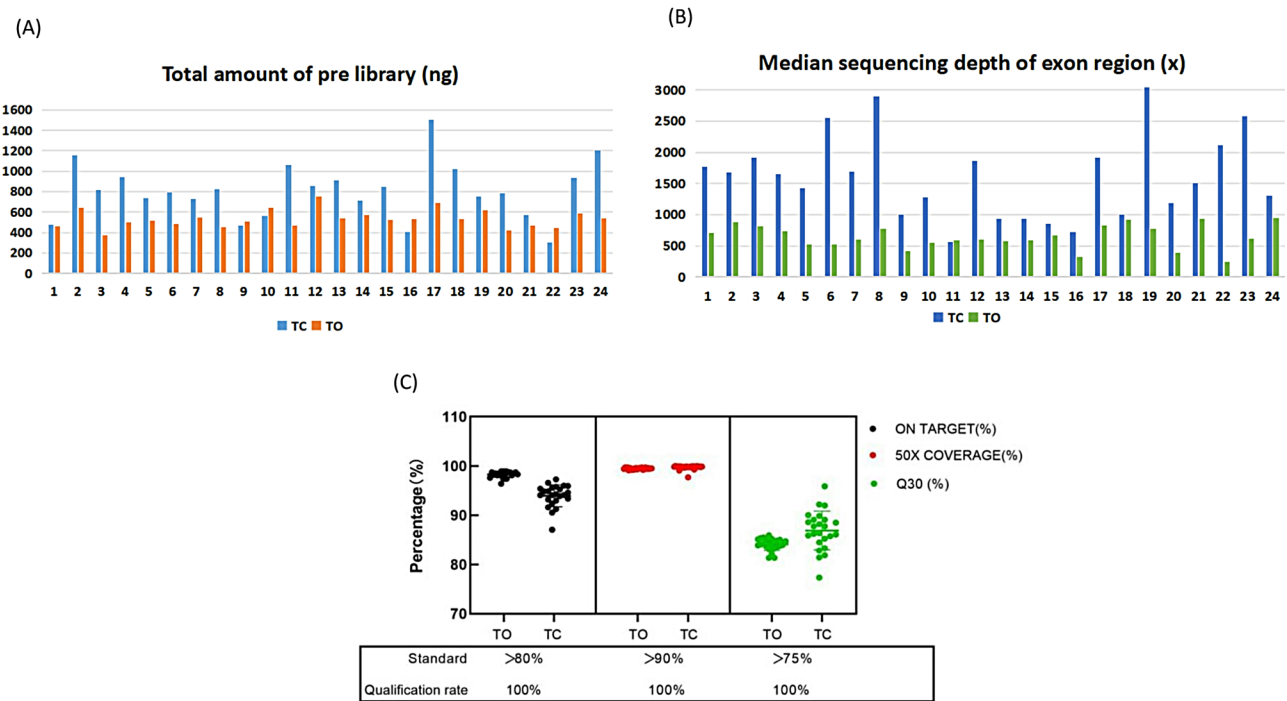 (A)
Total amount of pre library (ng)
1600
1400
1200
1000
800
600
400
200
0
1 2 3 4 5 6 7 8 9 10 11 12 13 14 15 16 17 18 19 20 21 22 23 24
TC TO
(B)
Median sequencing depth of exon region (x)
3000
2500
2000
1500
1000
500
0
1 2 3 4 5 6 7 8 9 10 11 12 13 14 15 16 17 18 19 20 21 22 23 24
TC TO
(C)
110
100
90
80
70
Percentage (%)
TO TC TO TC TO TC
ON TARGET(%)
50X COVERAGE(%)
Q30 (%)
Standard >80% >90% >75%
Qualification rate 100% 100% 100%